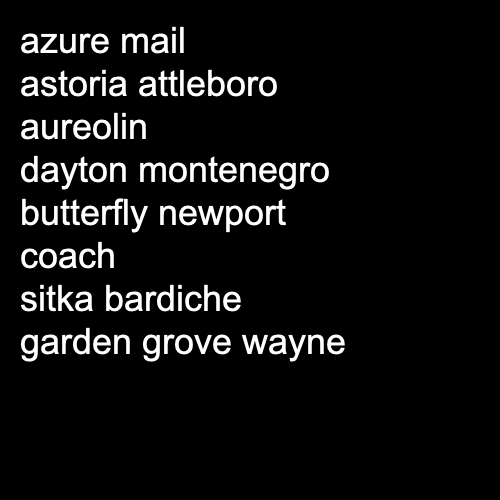 azure mail
astoria attleboro
aureolin
dayton montenegro
butterfly newport
coach
sitka bardiche
garden grove wayne